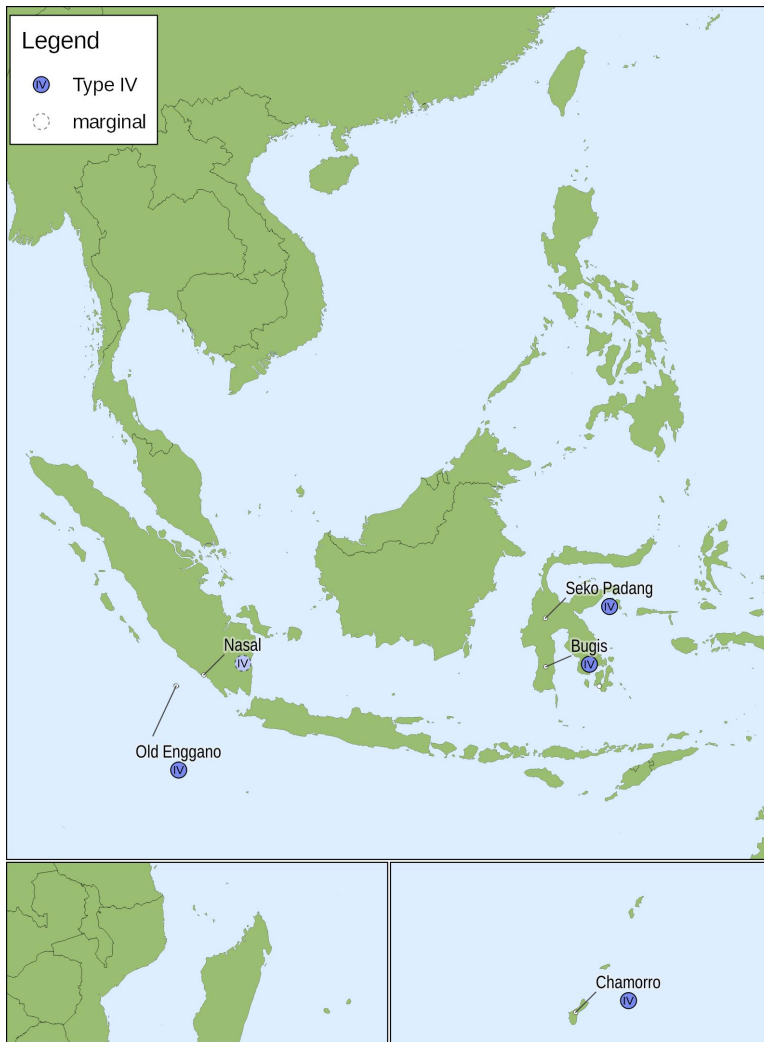 Legend
IV Type IV
marginal
Seko Padang
IV
Nasal
IV
Bugis
IV
Old Enggano
IV
Chamorro
IV